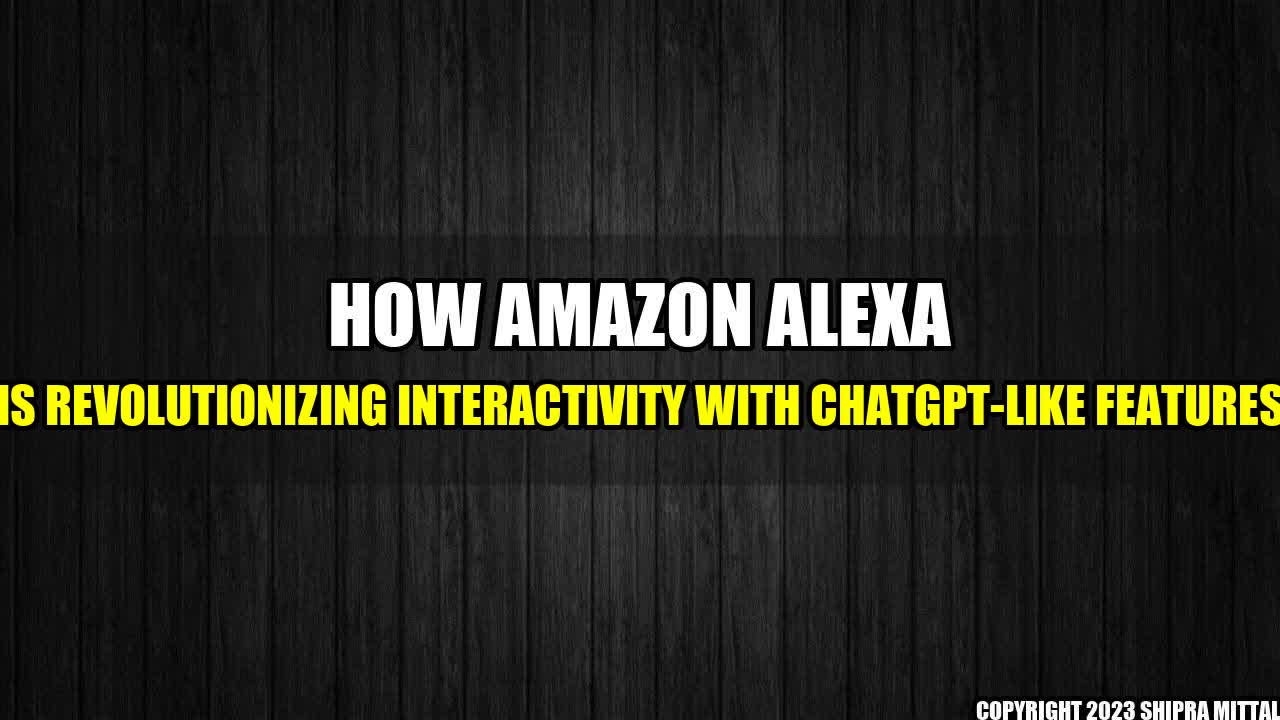 HOW AMAZON ALEXA
IS REVOLUTIONIZING INTERACTIVITY WITH CHATGPT-LIKE FEATURES
COPYRIGHT 2023 SHIPRA MITTAL